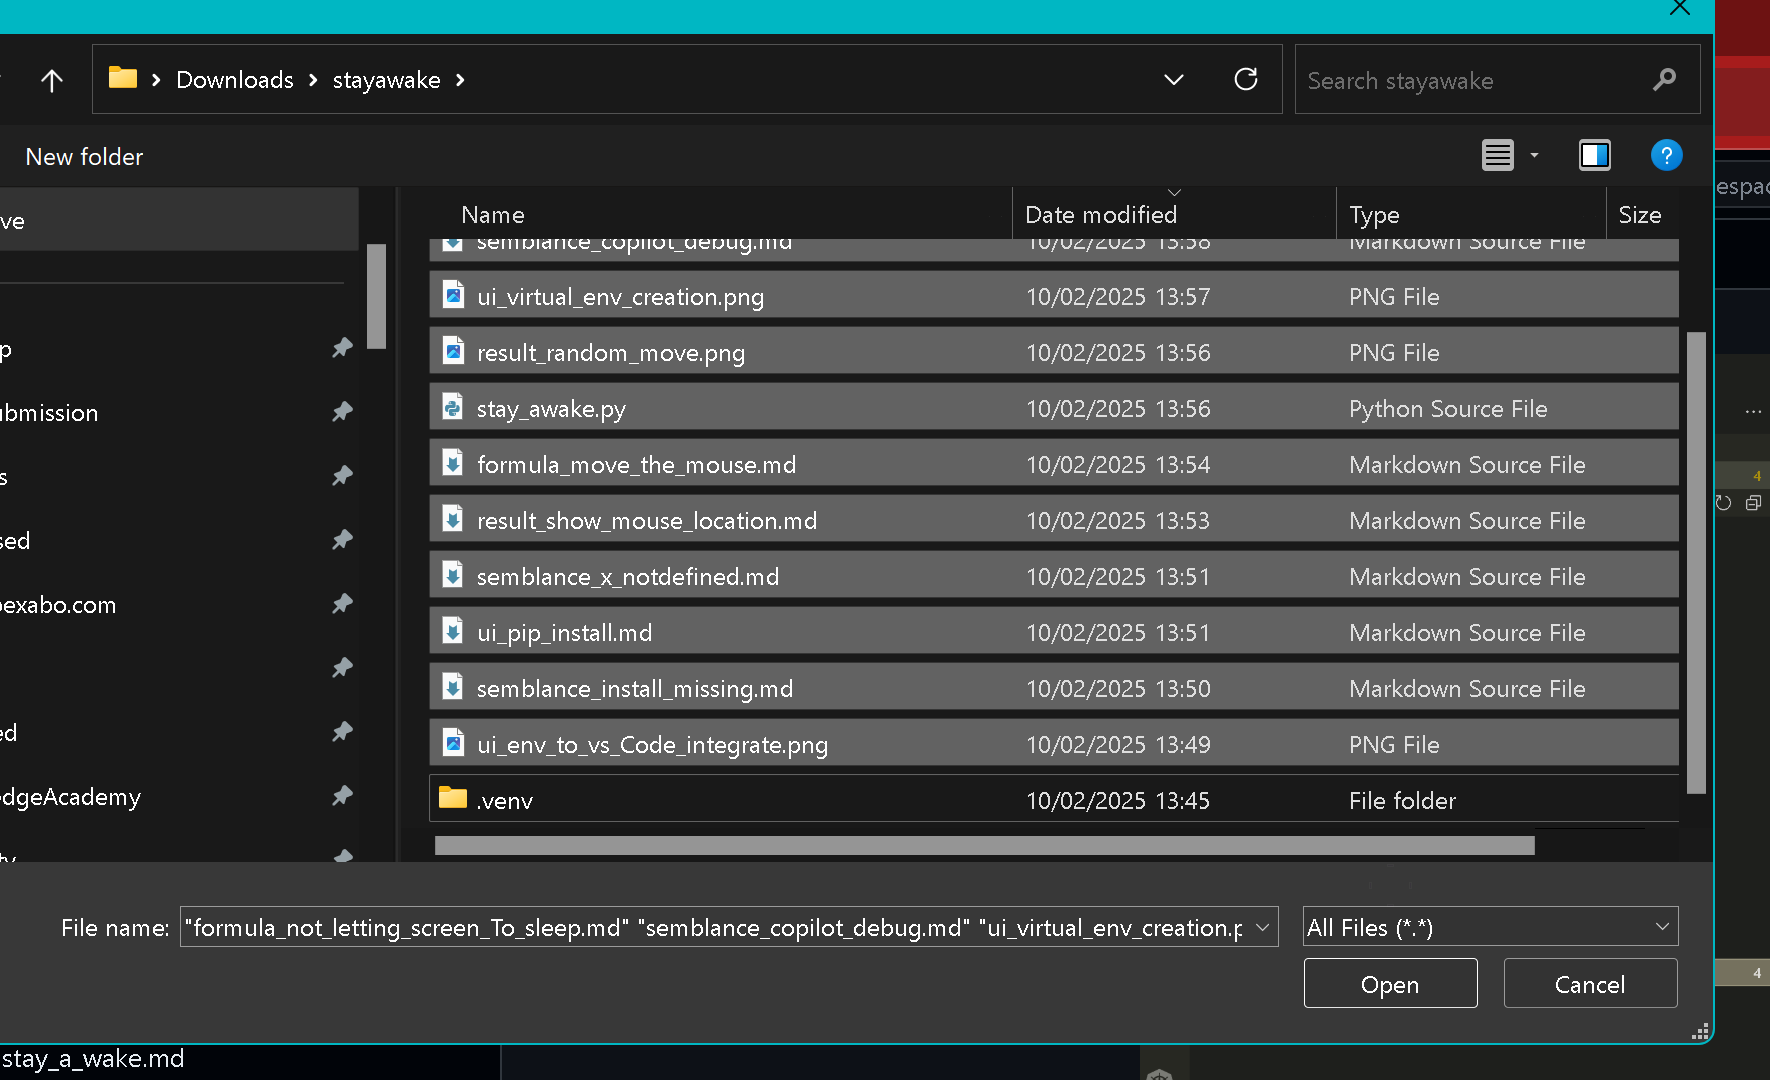 Downloads
stayawake
Search stayawake
New folder
Name
Date modified
Type
Size
semblance_copilot_debug.md 10/02/2025 13:58 Markdown Source File
ui_virtual_env_creation.png 10/02/2025 13:57 PNG File
result_random_move.png 10/02/2025 13:56 PNG File
stay_awake.py 10/02/2025 13:56 Python Source File
formula_move_the_mouse.md 10/02/2025 13:54 Markdown Source File
result_show_mouse_location.md 10/02/2025 13:53 Markdown Source File
semblance_x_notdefined.md 10/02/2025 13:51 Markdown Source File
ui_pip_install.md 10/02/2025 13:51 Markdown Source File
semblance_install_missing.md 10/02/2025 13:50 Markdown Source File
ui_env_to_vs_Code_integrate.png 10/02/2025 13:49 PNG File
.venv 10/02/2025 13:45 File folder
ve
p
ubmission
s
sed
exabo.com
ed
dgeAcademy
ty
espac
...
4
4
File name: "formula_not_letting_screen_To_sleep.md" "semblance_copilot_debug.md" "ui_virtual_env_creation.p
All Files (*.*)
Open
Cancel
stay_a_wake.md